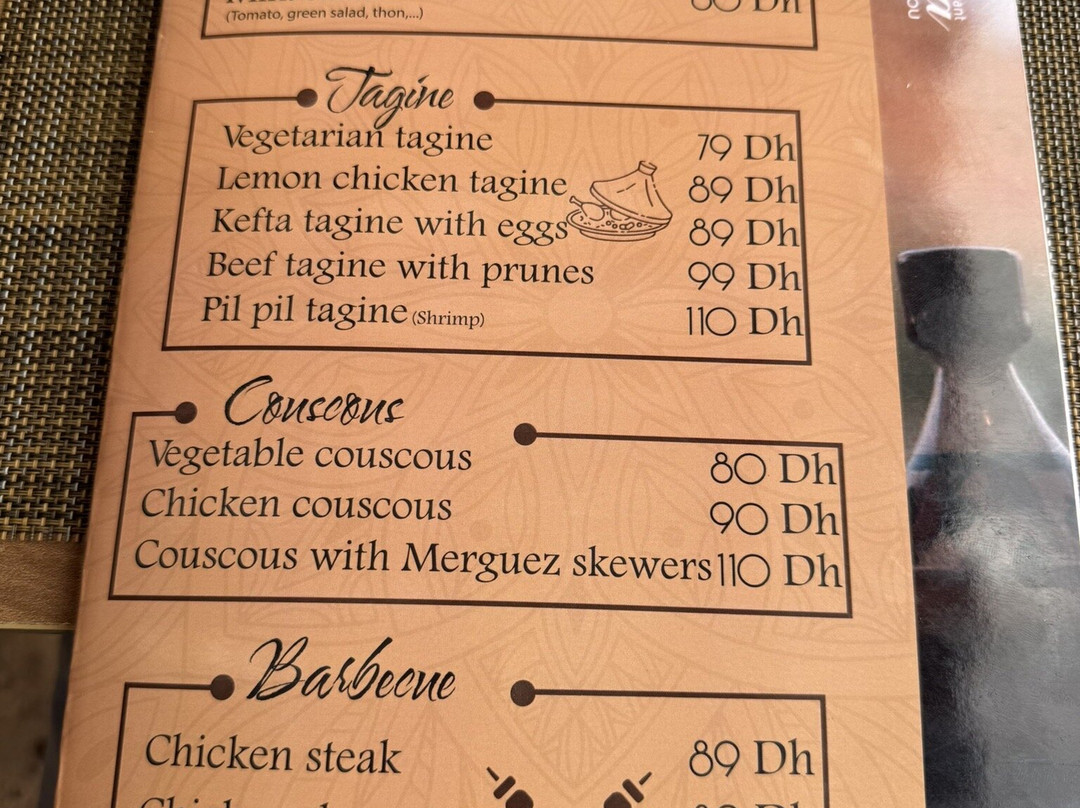 (Tomato, green salad, thon,...)
Tagine
Vegetarian tagine 79 Dh
Lemon chicken tagine 89 Dh
Kefta tagine with eggs 89 Dh
Beef tagine with prunes 99 Dh
Pil pil tagine (Shrimp) 110 Dh
Couscous
Vegetable couscous 80 Dh
Chicken couscous 90 Dh
Couscous with Merguez skewers 110 Dh
Barbecue
Chicken steak 89 Dh